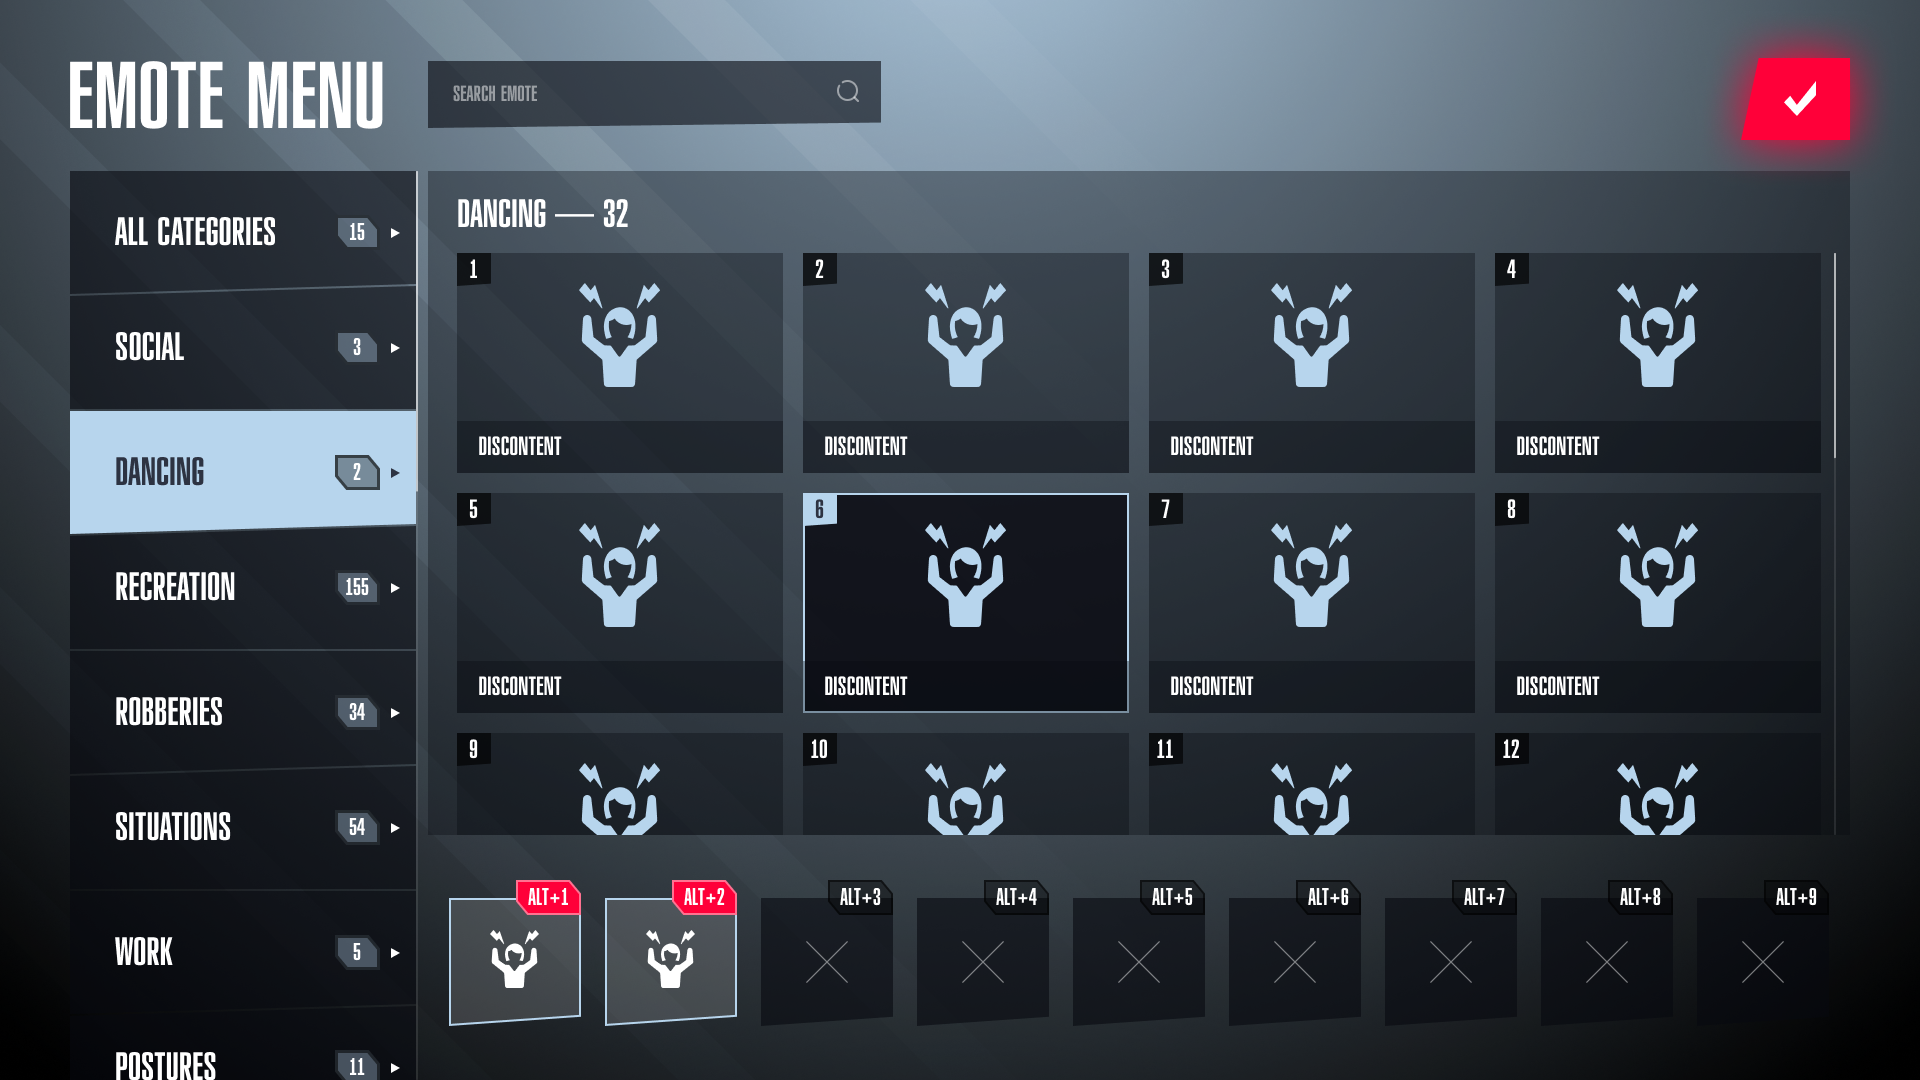 EMOTE MENU
SEARCH EMOTE
ALL CATEGORIES 15
SOCIAL 3
DANCING 2
RECREATION 155
ROBBERIES 34
SITUATIONS 54
WORK 5
POSTURES 11
DANCING — 32
1 2 3 4
DISCONTENT DISCONTENT DISCONTENT DISCONTENT
5 6 7 8
DISCONTENT DISCONTENT DISCONTENT DISCONTENT
9 10 11 12
ALT+1 ALT+2 ALT+3 ALT+4 ALT+5 ALT+6 ALT+7 ALT+8 ALT+9